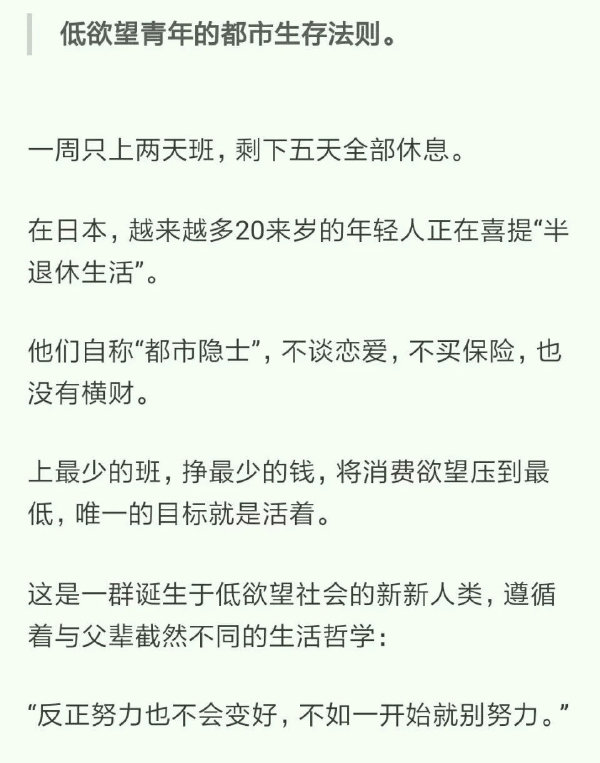 低欲望青年的都市生存法则。
一周只上两天班，剩下五天全部休息。
在日本，越来越多20来岁的年轻人正在喜提“半
退休生活”。
他们自称“都市隐士”，不谈恋爱，不买保险，也
没有横财。
上最少的班，挣最少的钱，将消费欲望压到最
低，唯一的目标就是活着。
这是一群诞生于低欲望社会的新新人类，遵循
着与父辈截然不同的生活哲学：
“反正努力也不会变好，不如一开始就别努力。”